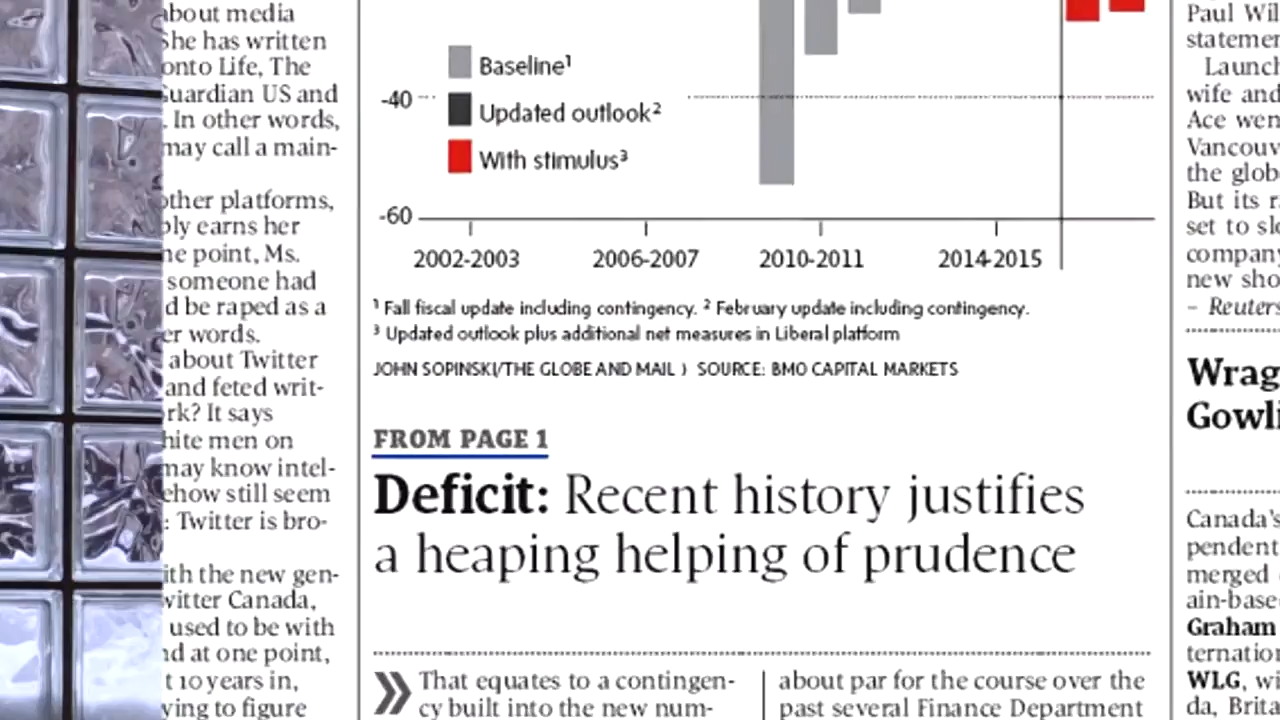 about media
She has written
onto Life, The
Guardian US and
. In other words,
may call a main-
other platforms,
ply earns her
ne point, Ms.
someone had
d be raped as a
er words.
about Twitter
and feted writ-
rk? It says
hite men on
may know intel-
ehow still seem
: Twitter is bro-
ith the new gen-
witter Canada,
used to be with
nd at one point,
t 10 years in,
ying to figure
Baseline¹
-40
Updated outlook²
With stimulus³
-60
2002-2003 2006-2007 2010-2011 2014-2015
¹ Fall fiscal update including contingency. ² February update including contingency.
³ Updated outlook plus additional net measures in Liberal platform
JOHN SOPINSKI/THE GLOBE AND MAIL ) SOURCE: BMO CAPITAL MARKETS
FROM PAGE 1
Deficit: Recent history justifies
a heaping helping of prudence
That equates to a contingen-
cy built into the new num-
about par for the course over the
past several Finance Department
Paul Wil
statemen
Launch
wife and
Ace wen
Vancouv
the glob
But its r
set to slo
company
new sho
– Reuters
Wrag
Gowli
Canada's
pendent
merged
ain-base
Graham
ternation
WLG, wi
da, Brita